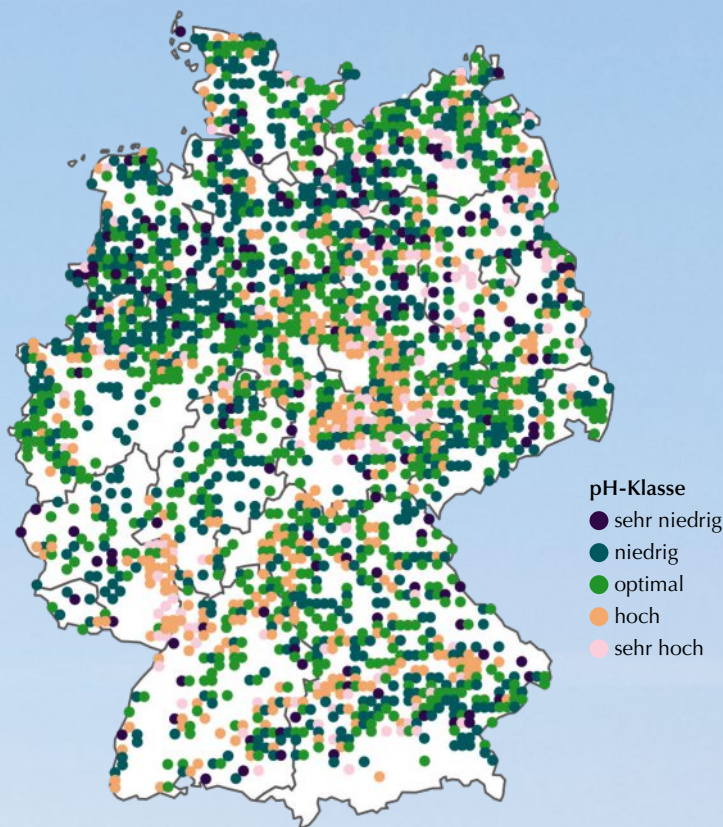 pH-Klasse
sehr niedrig
niedrig
optimal
hoch
sehr hoch